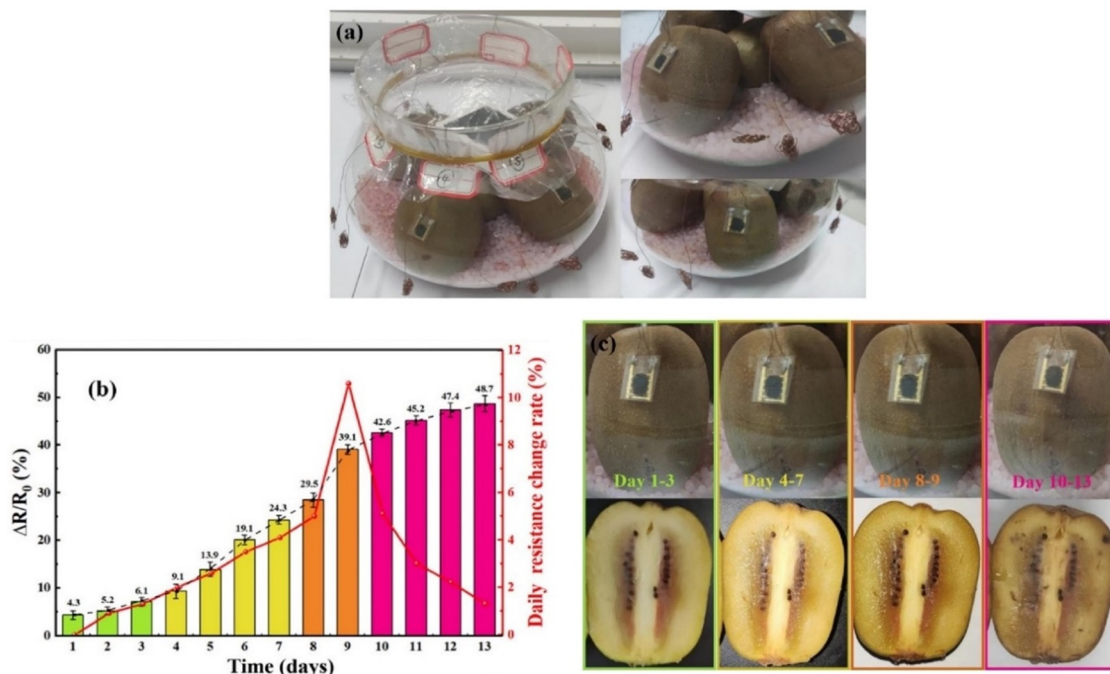 (a)
(b)
ΔR/R₀ (%)
Daily resistance change rate (%)
60
50
40
30
20
10
0
12
10
8
6
4
2
0
4.3
5.2
6.1
9.1
13.9
19.1
24.3
29.5
39.1
42.6
45.2
47.4
48.7
1 2 3 4 5 6 7 8 9 10 11 12 13
Time (days)
(c)
Day 1-3
Day 4-7
Day 8-9
Day 10-13